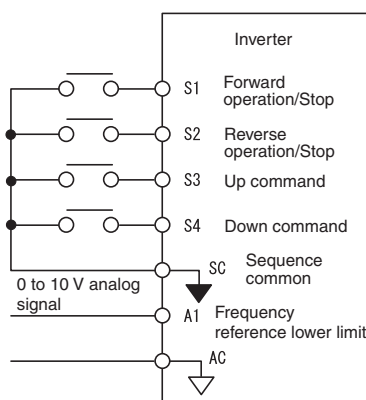 Inverter
S1 Forward
operation/Stop
S2 Reverse
operation/Stop
S3 Up command
S4 Down command
SC Sequence
common
0 to 10 V analog
signal
A1 Frequency
reference lower limit
AC